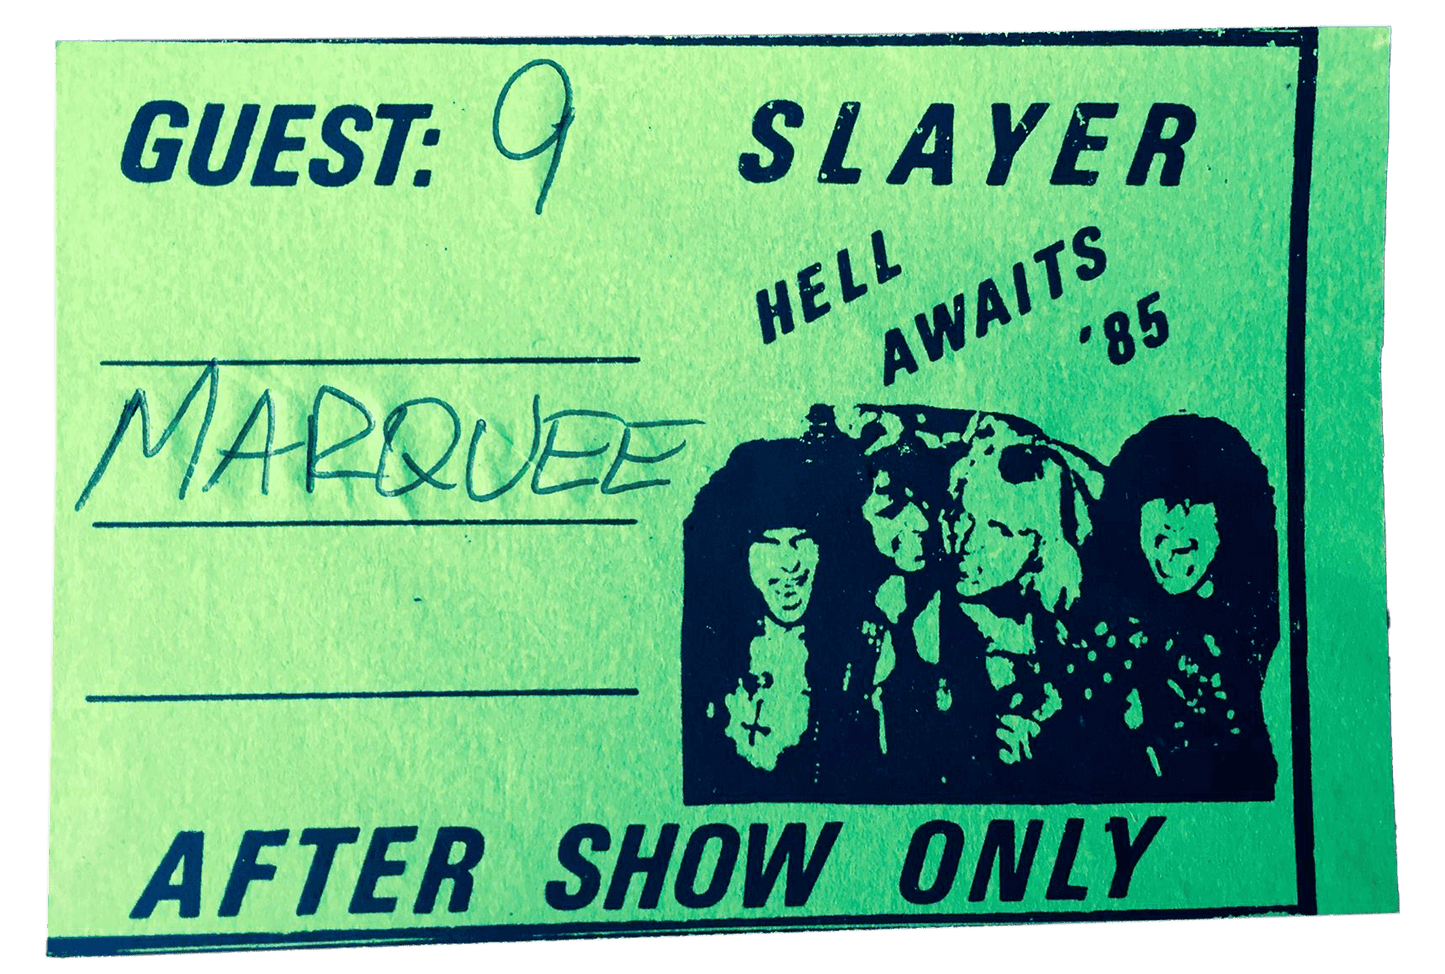 GUEST: 9
SLAYER
HELL
AWAITS
'85
MARQUEE
AFTER SHOW ONLY